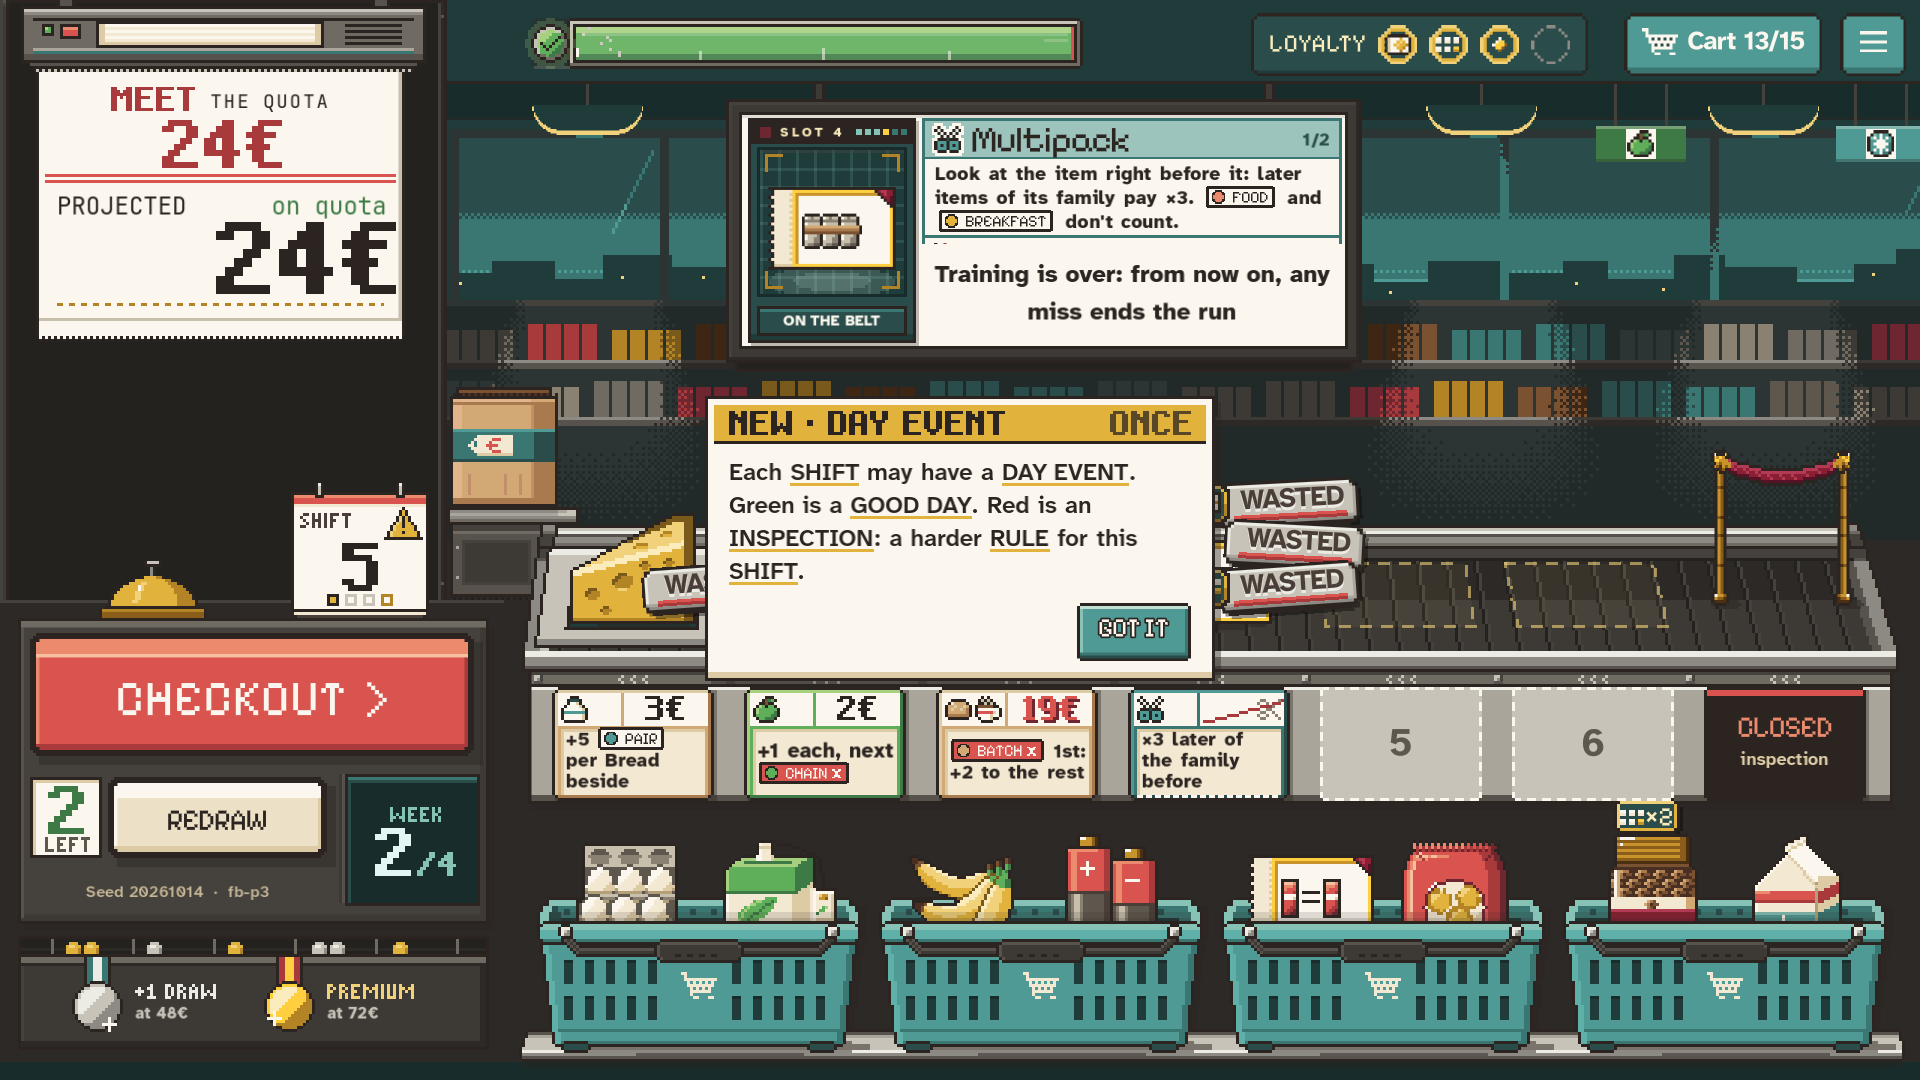 MEET THE QUOTA
24€
PROJECTED on quota
24€
LOYALTY
Cart 13/15
SLOT 4
ON THE BELT
Multipack 1/2
Look at the item right before it: later
items of its family pay ×3. FOOD and
BREAKFAST don't count.
Training is over: from now on, any
miss ends the run
NEW · DAY EVENT ONCE
Each SHIFT may have a DAY EVENT.
Green is a GOOD DAY. Red is an
INSPECTION: a harder RULE for this
SHIFT.
GOT IT
WASTED
WASTED
WASTED
WAS
SHIFT
5
CHECKOUT >
2
LEFT
REDRAW
WEEK
2/4
Seed 20261014 · fb-p3
+1 DRAW
at 48€
PREMIUM
at 72€
3€
+5 PAIR
per Bread
beside
2€
+1 each, next
CHAIN x
19€
BATCH x 1st:
+2 to the rest
×3 later of
the family
before
5
6
CLOSED
inspection
×2